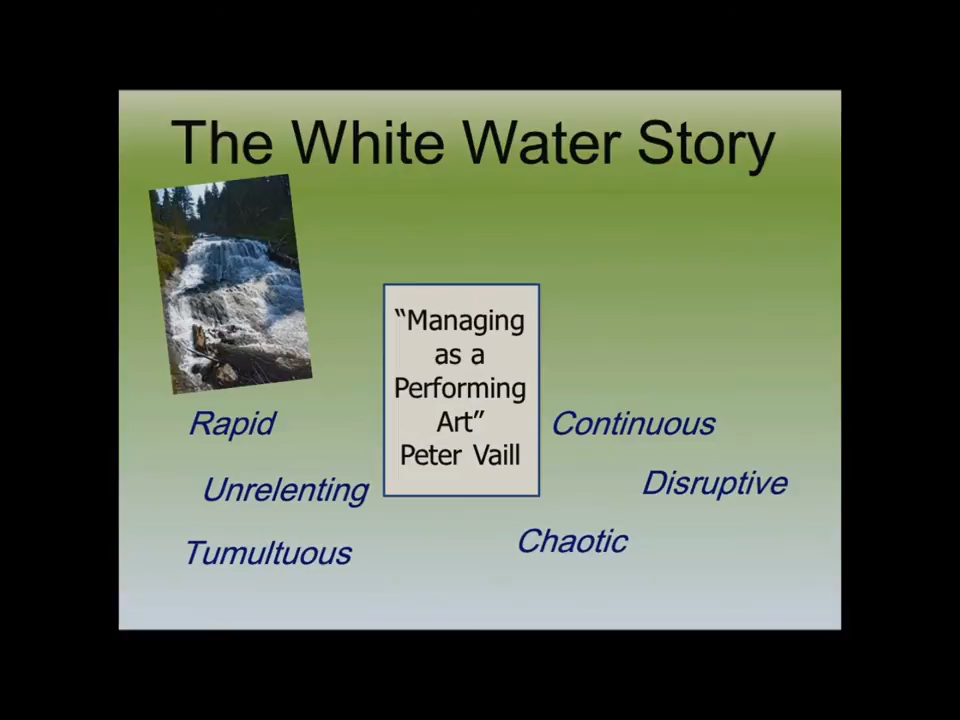 The White Water Story
“Managing
as a
Performing
Art”
Peter Vaill
Rapid
Continuous
Unrelenting
Disruptive
Tumultuous
Chaotic